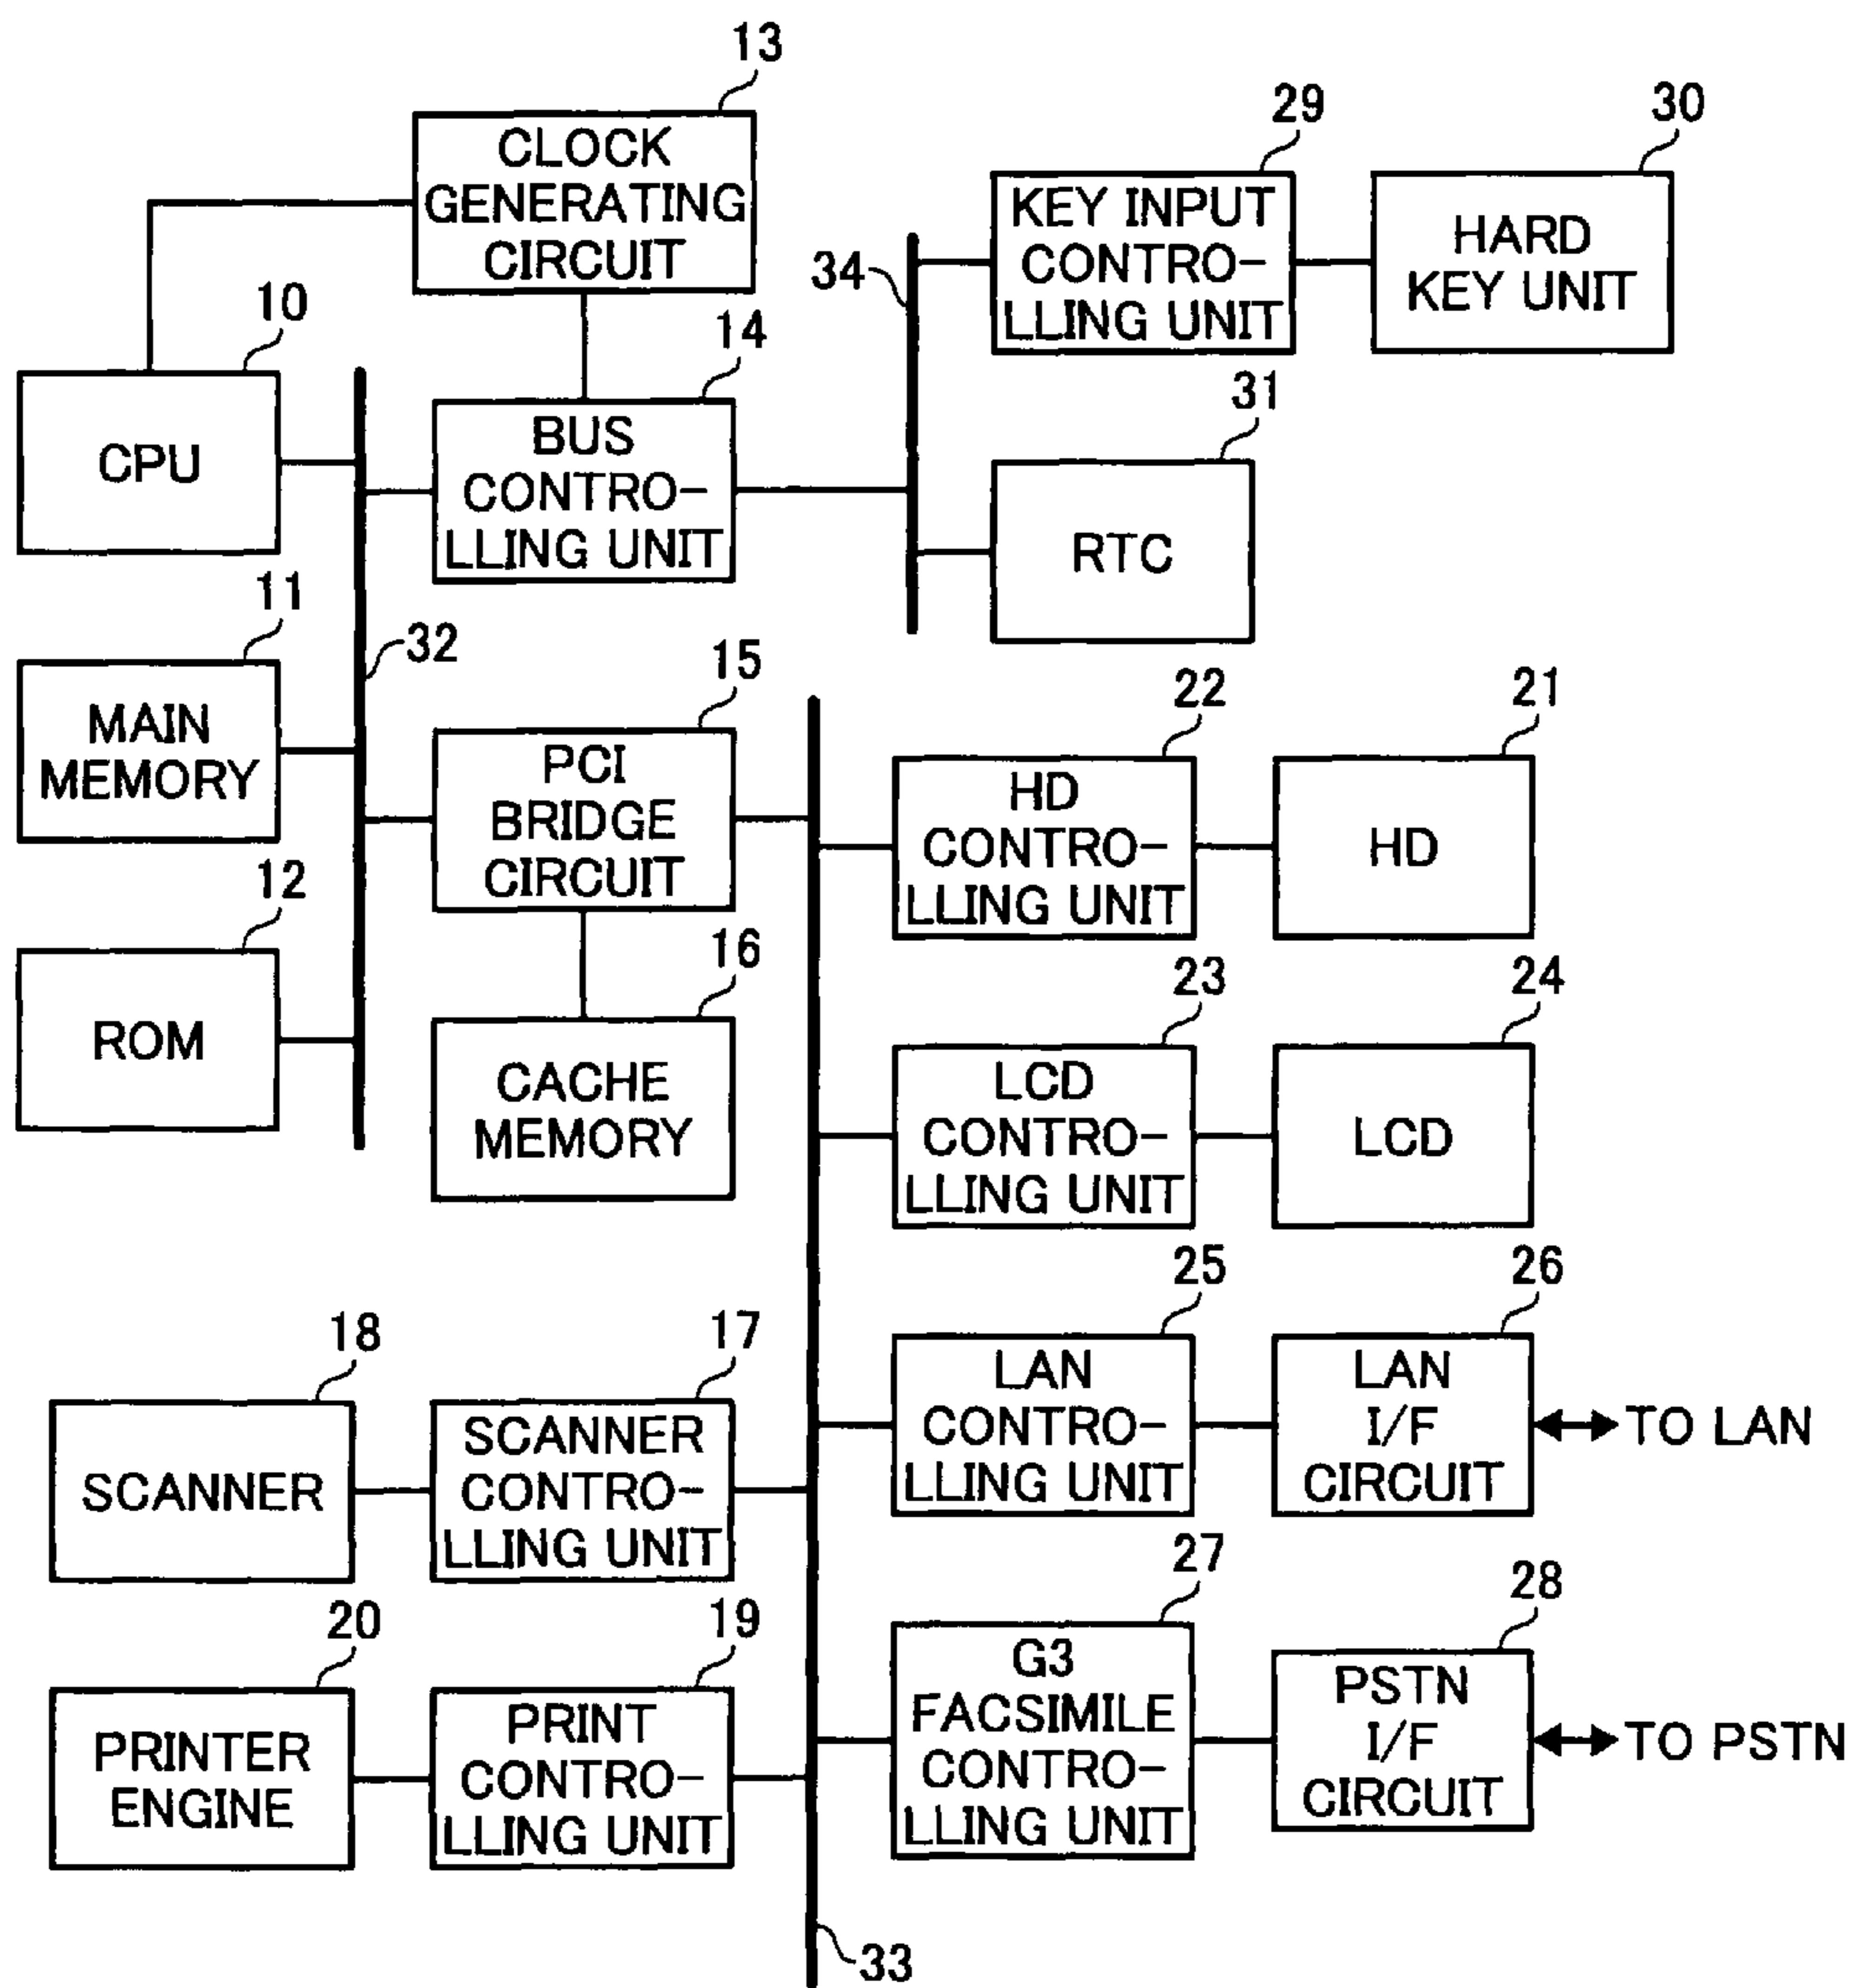 13
CLOCK
GENERATING
CIRCUIT
29
KEY INPUT
CONTRO-
LLING UNIT
30
HARD
KEY UNIT
34
10
CPU
14
BUS
CONTRO-
LLING UNIT
31
RTC
11
MAIN
MEMORY
32
15
PCI
BRIDGE
CIRCUIT
22
HD
CONTRO-
LLING UNIT
21
HD
12
ROM
16
CACHE
MEMORY
23
LCD
CONTRO-
LLING UNIT
24
LCD
25
LAN
CONTRO-
LLING UNIT
26
LAN
I/F
CIRCUIT
TO LAN
18
SCANNER
17
SCANNER
CONTRO-
LLING UNIT
27
G3
FACSIMILE
CONTRO-
LLING UNIT
28
PSTN
I/F
CIRCUIT
TO PSTN
20
PRINTER
ENGINE
19
PRINT
CONTRO-
LLING UNIT
33